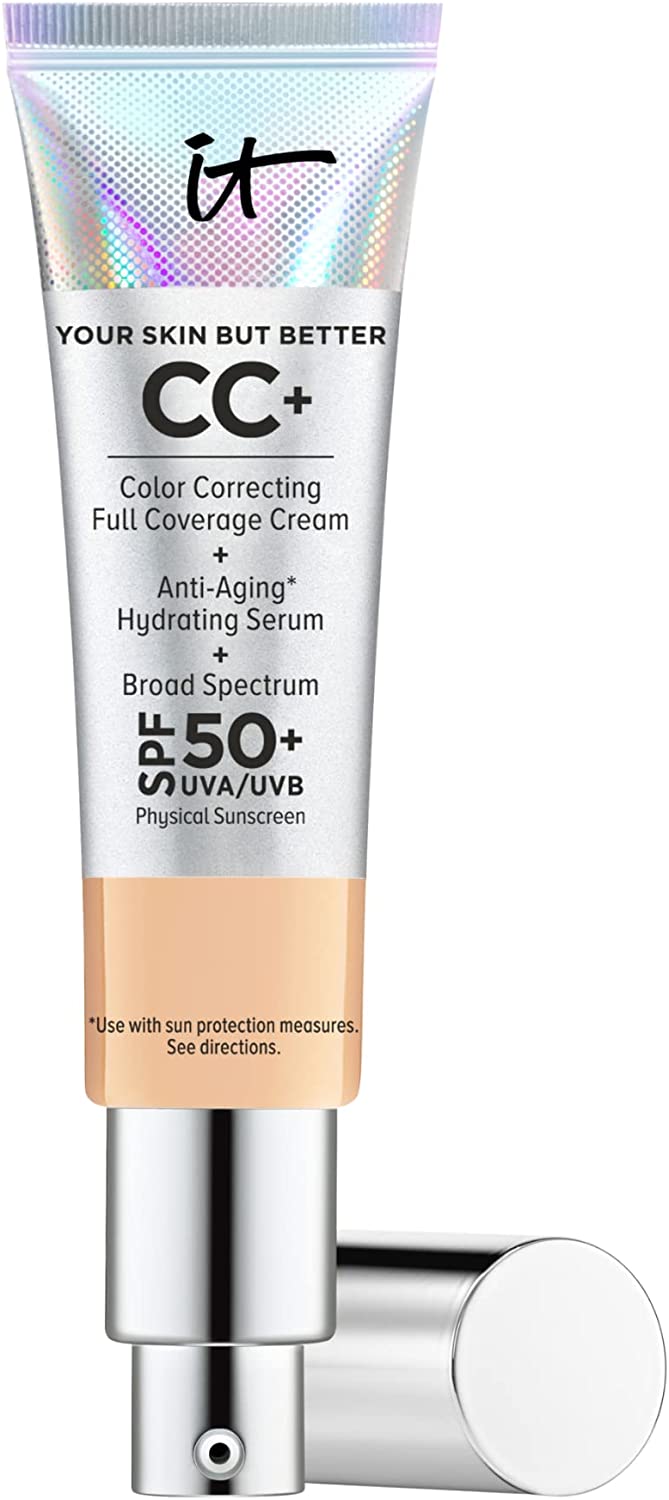 it
YOUR SKIN BUT BETTER
CC+
Color Correcting
Full Coverage Cream
+
Anti-Aging*
Hydrating Serum
+
Broad Spectrum
SPF 50+
UVA/UVB
Physical Sunscreen
*Use with sun protection measures.
See directions.